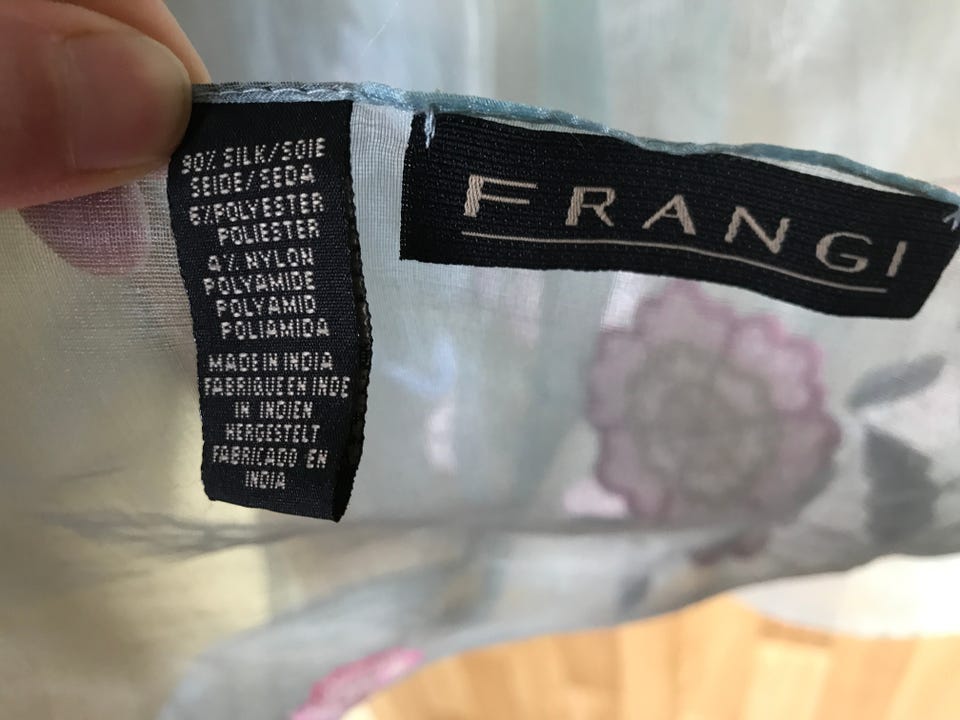 90% SILK/SOIE
SEIDE/SEDA
6%POLYESTER
POLIESTER
4% NYLON
POLYAMIDE
POLYAMID
POLIAMIDA
MADE IN INDIA
FABRIQUE EN INDE
IN INDIEN
HERGESTELT
FABRICADO EN
INDIA
FRANGI